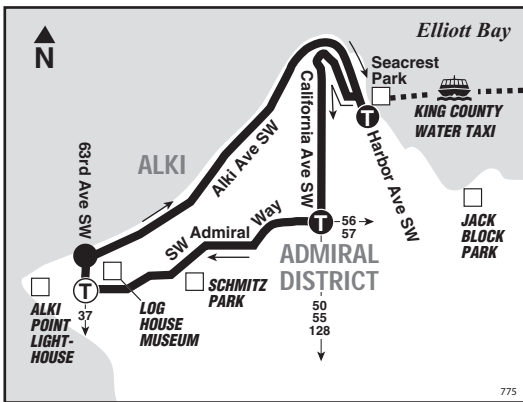 Elliott Bay
N
Seacrest
Park
KING COUNTY
WATER TAXI
California Ave SW
Harbor Ave SW
Alki Ave SW
63rd Ave SW
ALKI
SW Admiral Way
T
T
56
57
JACK
BLOCK
PARK
ADMIRAL
DISTRICT
SCHMITZ
PARK
LOG
HOUSE
MUSEUM
T
37
ALKI
POINT
LIGHT-
HOUSE
50
55
128
775